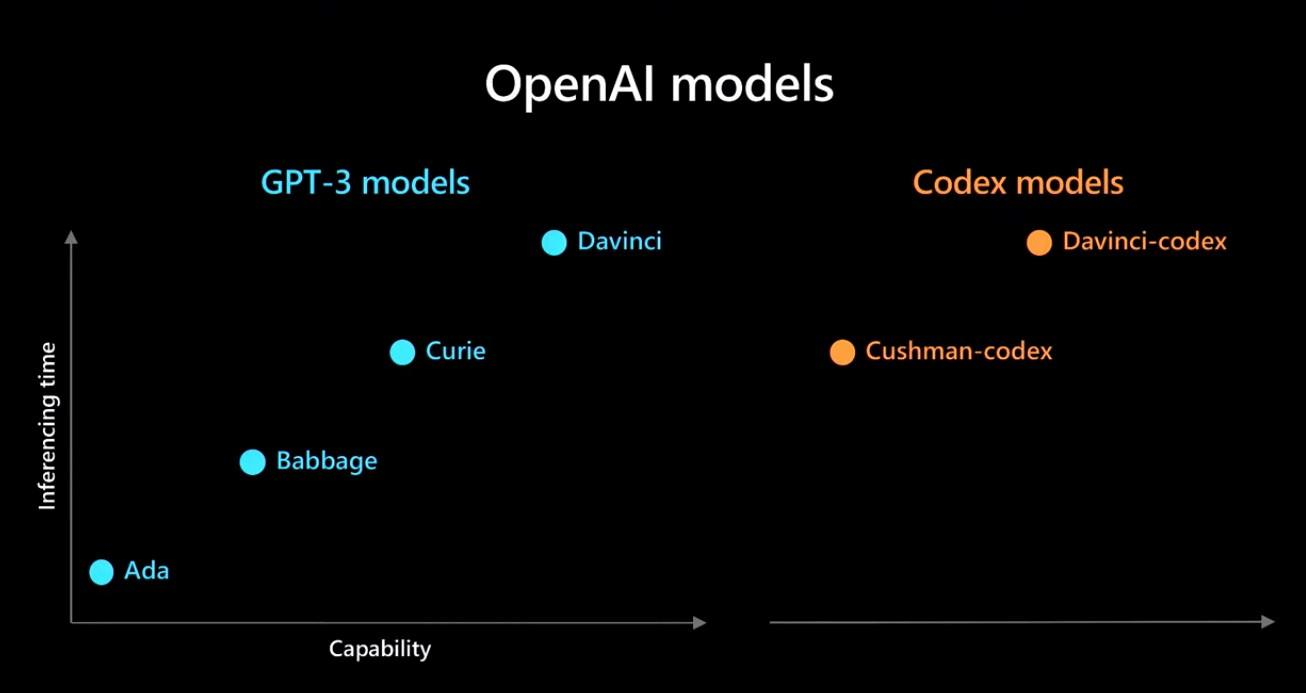 OpenAI models
GPT-3 models
Codex models
Davinci
Davinci-codex
Curie
Cushman-codex
Babbage
Ada
Inferencing time
Capability